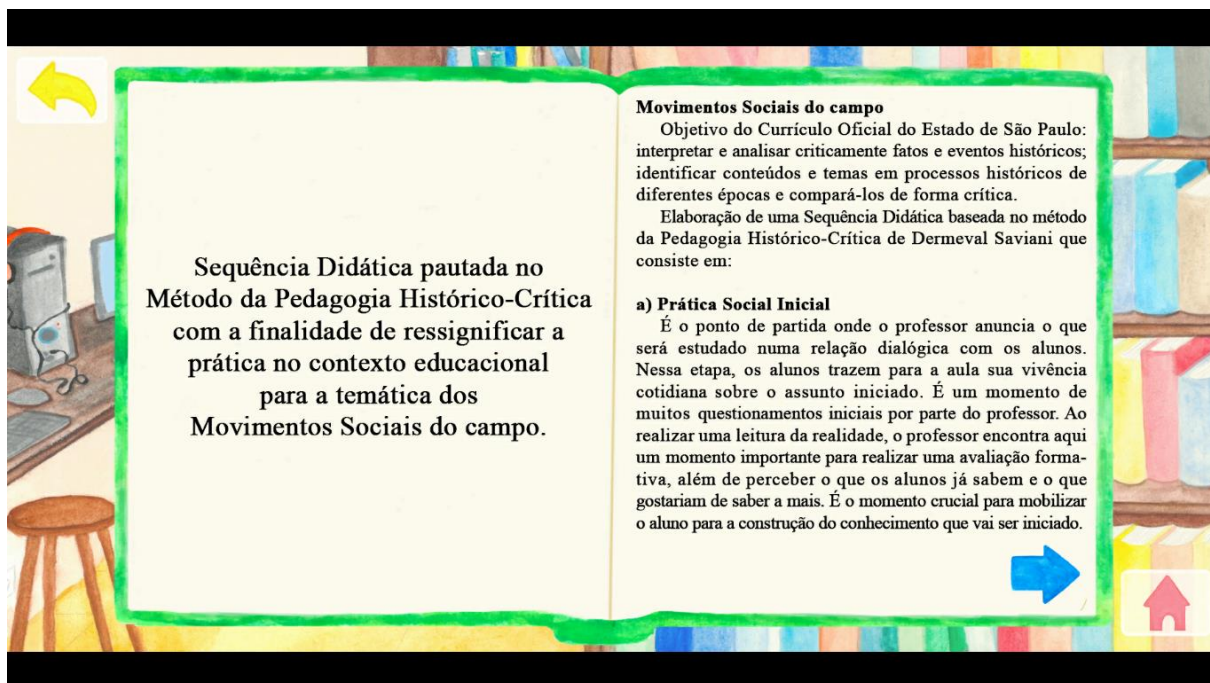 Sequência Didática pautada no
Método da Pedagogia Histórico-Crítica
com a finalidade de ressignificar a
prática no contexto educacional
para a temática dos
Movimentos Sociais do campo.
Movimentos Sociais do campo
Objetivo do Currículo Oficial do Estado de São Paulo:
interpretar e analisar criticamente fatos e eventos históricos;
identificar conteúdos e temas em processos históricos de
diferentes épocas e compará-los de forma crítica.
Elaboração de uma Sequência Didática baseada no método
da Pedagogia Histórico-Crítica de Dermeval Saviani que
consiste em:
a) Prática Social Inicial
É o ponto de partida onde o professor anuncia o que
será estudado numa relação dialógica com os alunos.
Nessa etapa, os alunos trazem para a aula sua vivência
cotidiana sobre o assunto iniciado. É um momento de
muitos questionamentos iniciais por parte do professor. Ao
realizar uma leitura da realidade, o professor encontra aqui
um momento importante para realizar uma avaliação forma-
tiva, além de perceber o que os alunos já sabem e o que
gostariam de saber a mais. É o momento crucial para mobilizar
o aluno para a construção do conhecimento que vai ser iniciado.